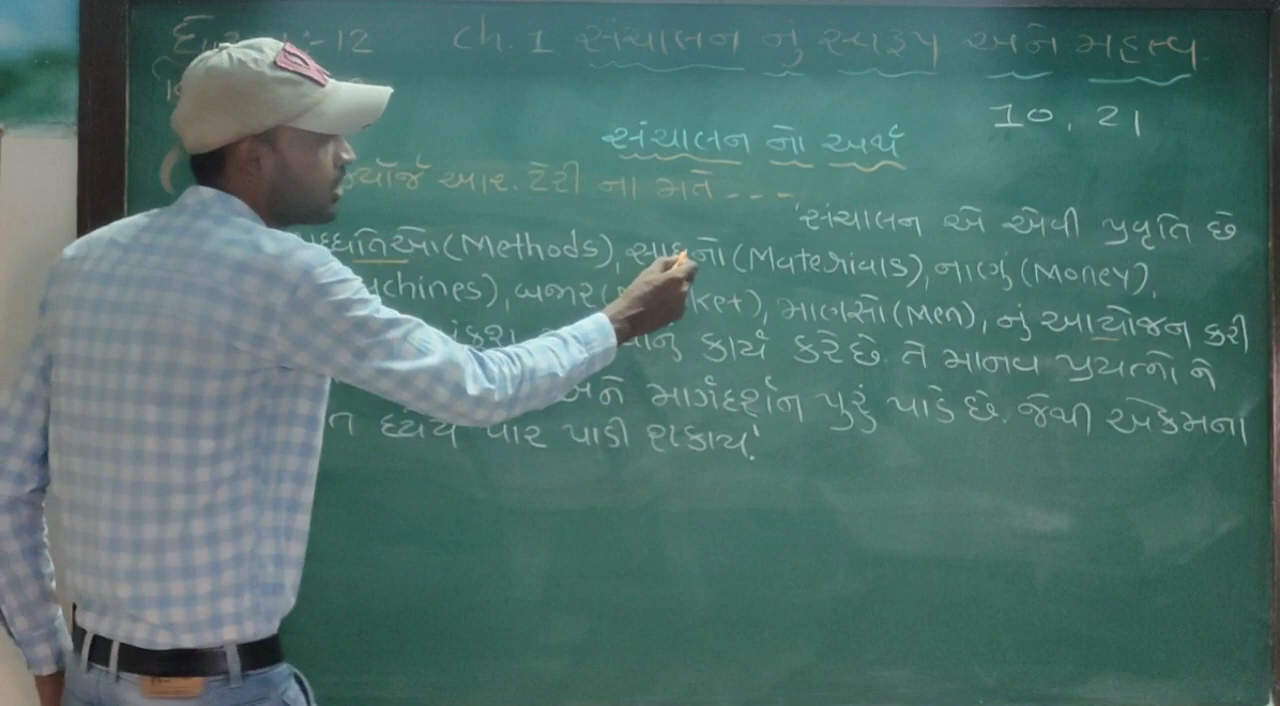 :-12 Ch. 1 સંચાલન નું સ્વરૂપ અને મહત્વ
10, 21
સંચાલન નો અર્થ
જ્યોર્જ આર. ટેરી ના મતે - - - -
'સંચાલન એ એવી પ્રવૃતિ છે
પધ્ધતિઓ (Methods), સાધનો (Materials), નાણું (Money),
chines), બજાર ( ket), માણસો (Men), નું આયોજન કરી
કાર્ય કરે છે. તે માનવ પ્રયત્નો ને
અને માર્ગદર્શન પુરું પાડે છે. જેથી એકમના
ધ્યેય પાર પાડી શકાય.'